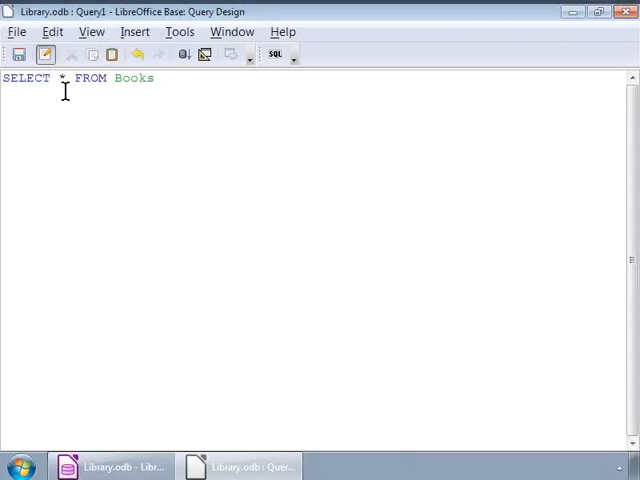 Library.odb : Query1 - LibreOffice Base: Query Design
File Edit View Insert Tools Window Help
SQL
SELECT * FROM Books
Library.odb - Libr... Library.odb : Quer...